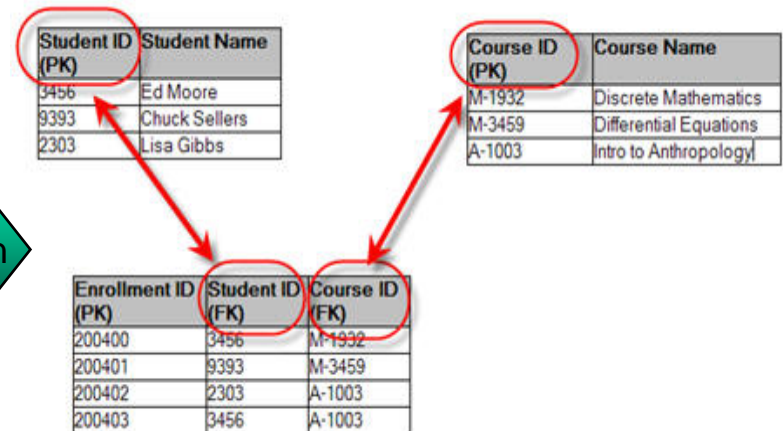 Student ID Student Name
(PK)
3456 Ed Moore
9393 Chuck Sellers
2303 Lisa Gibbs
Course ID Course Name
(PK)
M-1932 Discrete Mathematics
M-3459 Differential Equations
A-1003 Intro to Anthropology
n
Enrollment ID Student ID Course ID
(PK) (FK) (FK)
200400 3456 M-1932
200401 9393 M-3459
200402 2303 A-1003
200403 3456 A-1003